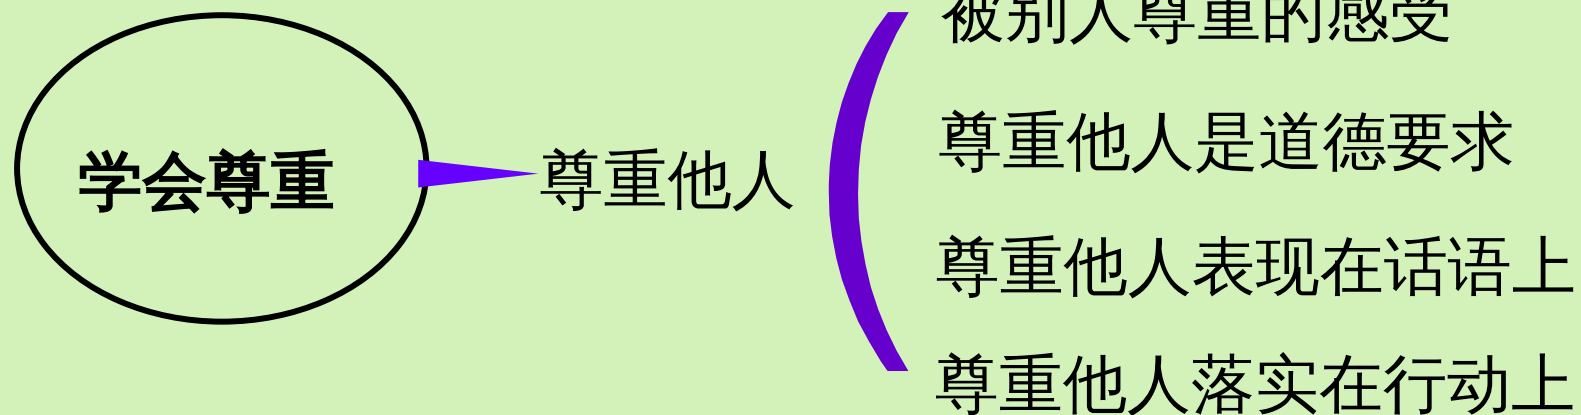 学会尊重
尊重他人
被别人尊重的感受
尊重他人是道德要求
尊重他人表现在话语上
尊重他人落实在行动上